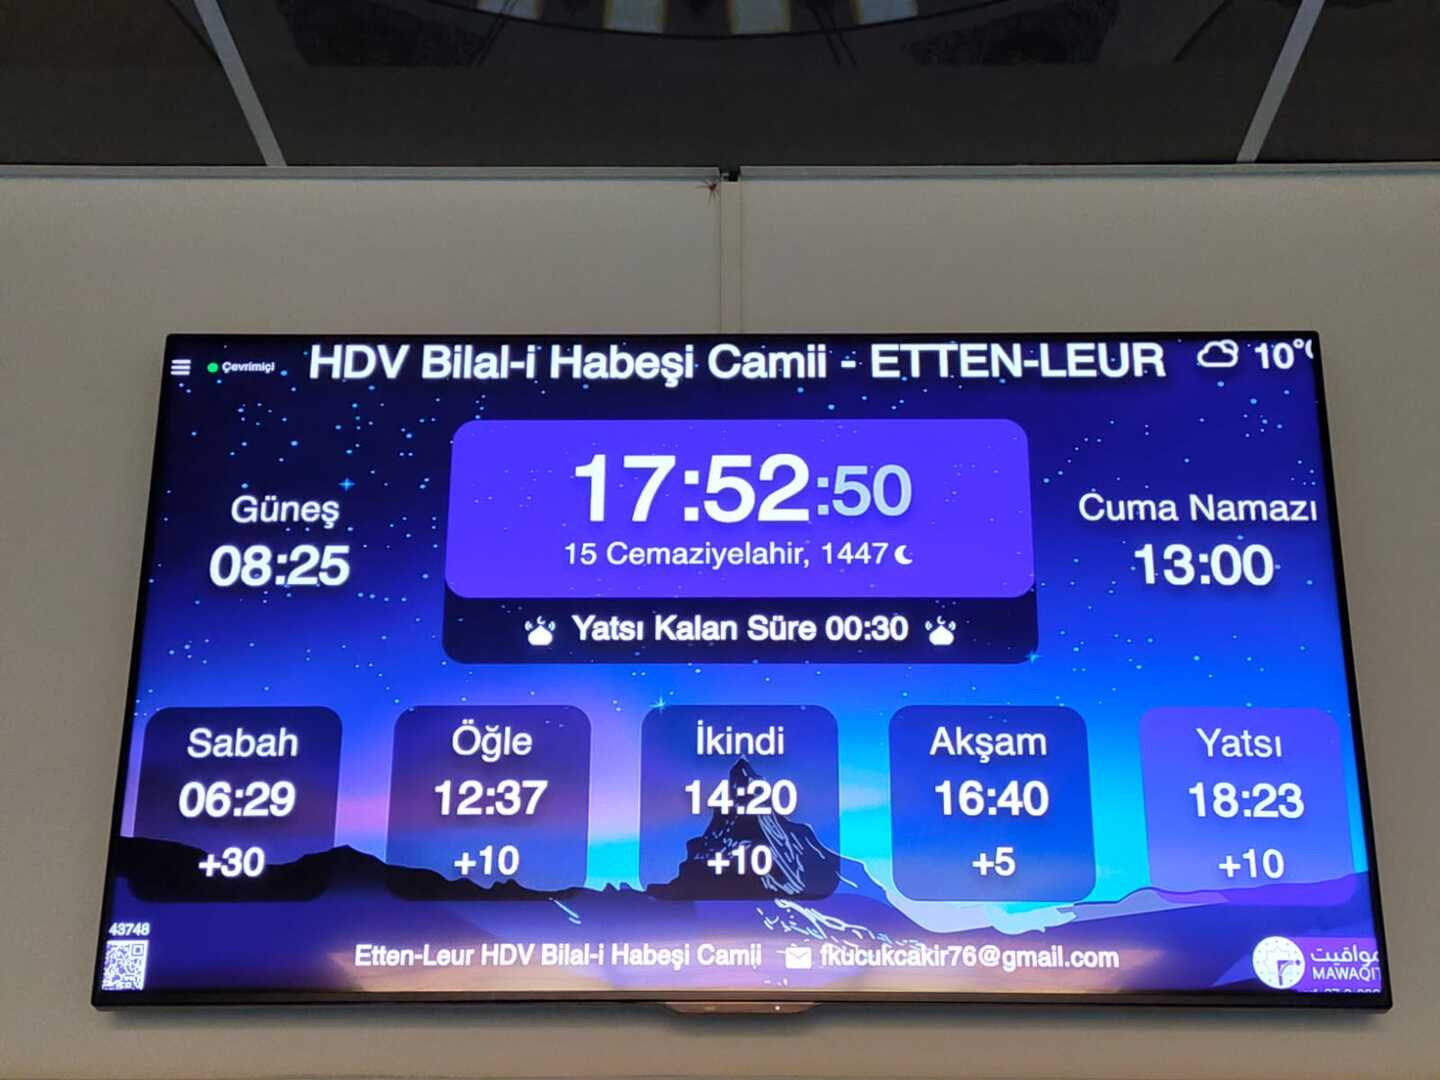 Çevrimiçi
HDV Bilal-i Habeşi Camii - ETTEN-LEUR
10°
Güneş
08:25
17:52:50
15 Cemaziyelahir, 1447
Yatsı Kalan Süre 00:30
Cuma Namazı
13:00
Sabah
06:29
+30
Öğle
12:37
+10
İkindi
14:20
+10
Akşam
16:40
+5
Yatsı
18:23
+10
43748
Etten-Leur HDV Bilal-i Habeşi Camii fkucukcakir76@gmail.com
مواقيت
MAWAQIT